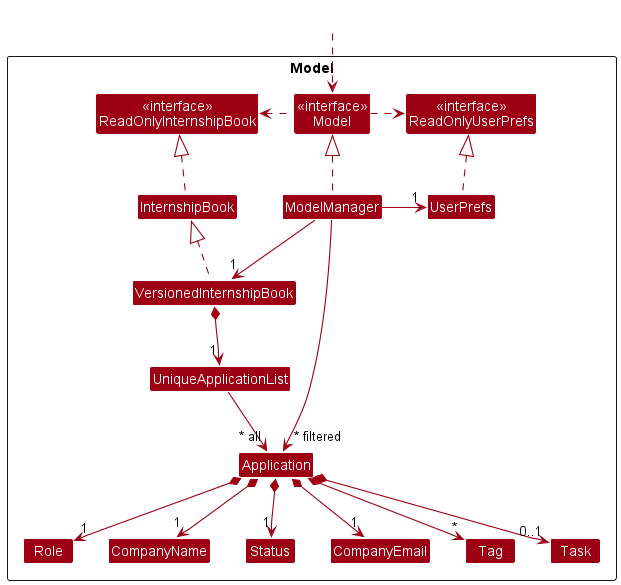 Model
«interface»
ReadOnlyInternshipBook
«interface»
Model
«interface»
ReadOnlyUserPrefs
InternshipBook
ModelManager
1
UserPrefs
1
VersionedInternshipBook
1
UniqueApplicationList
* all
* filtered
Application
1
1
1
1
*
0..1
Role
CompanyName
Status
CompanyEmail
Tag
Task